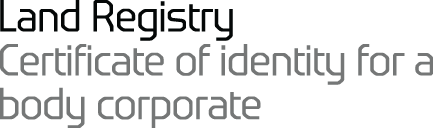 Land Registry
Certificate of identity for a
body corporate